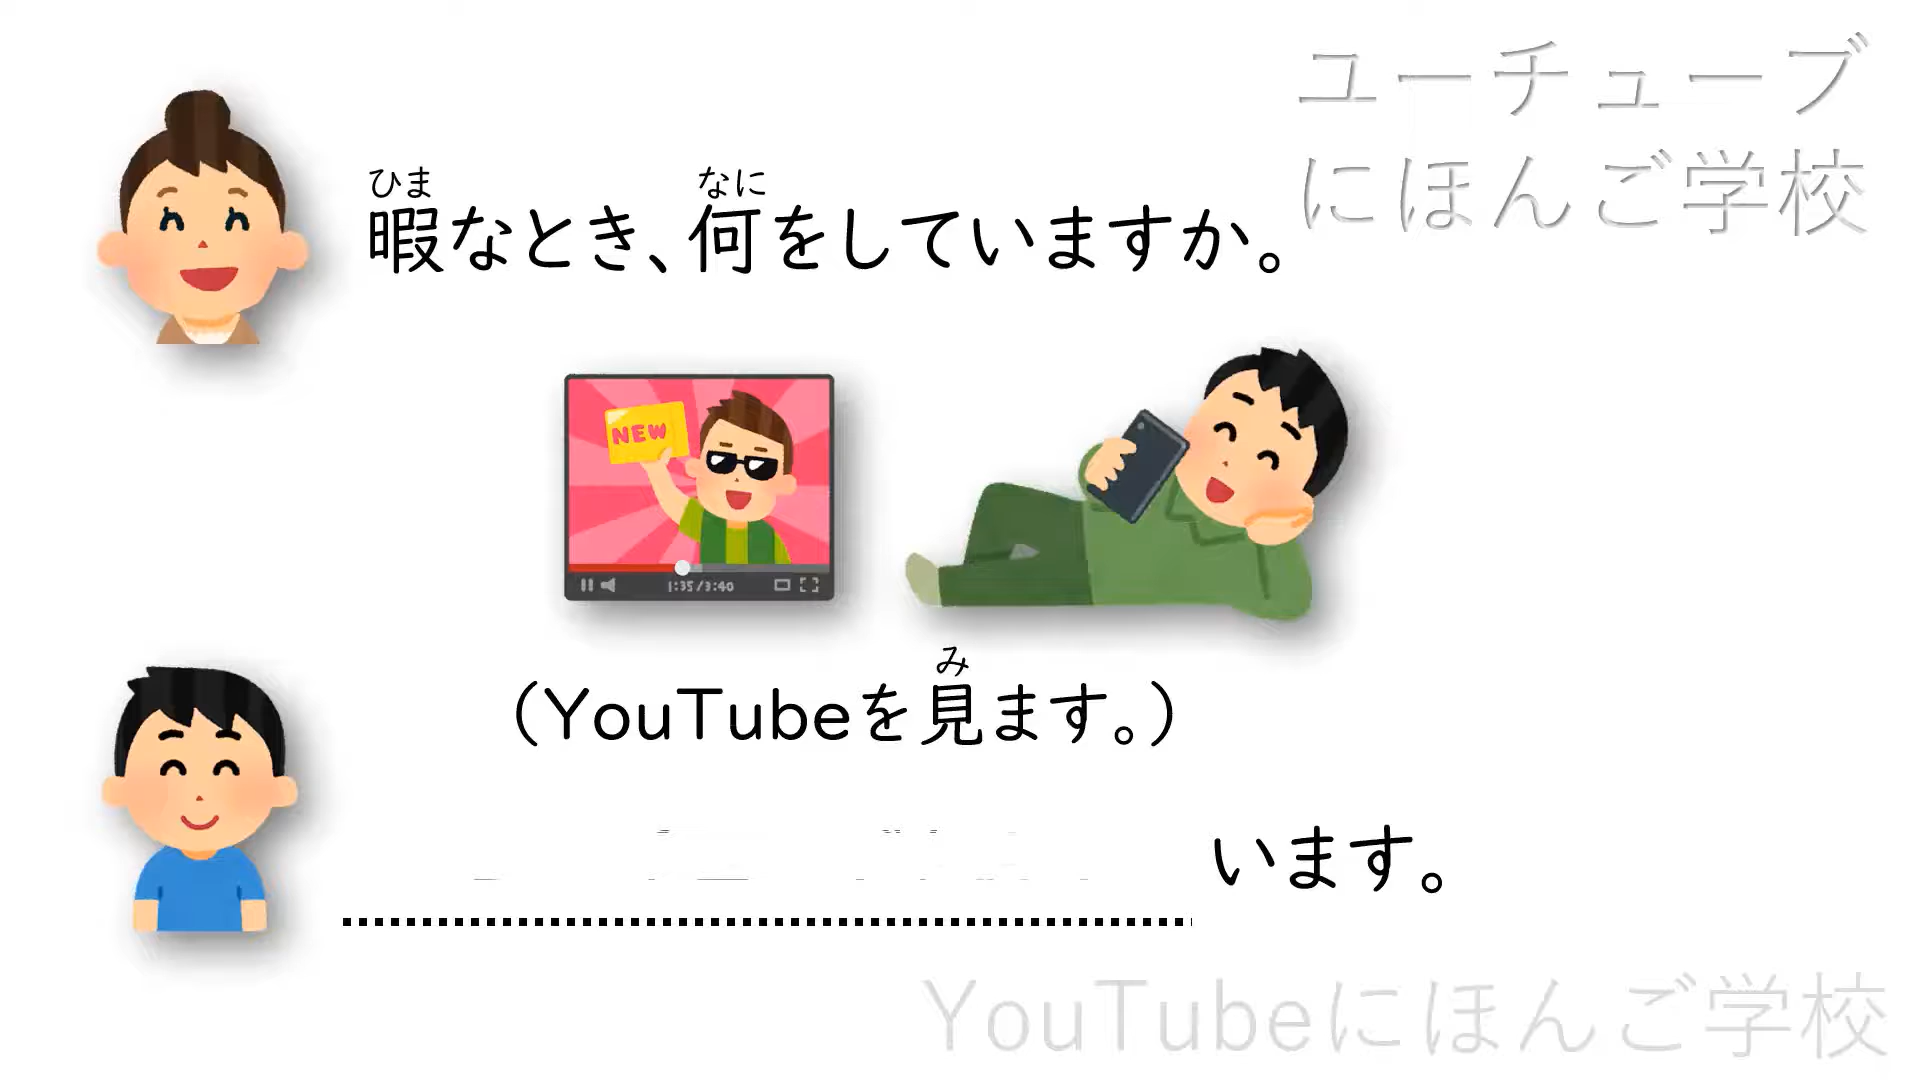 ユーチューブ
にほんご学校
ひま なに
暇なとき、何をしていますか。
NEW
1:35/3:40
み
（YouTubeを見ます。）
います。
YouTubeにほんご学校